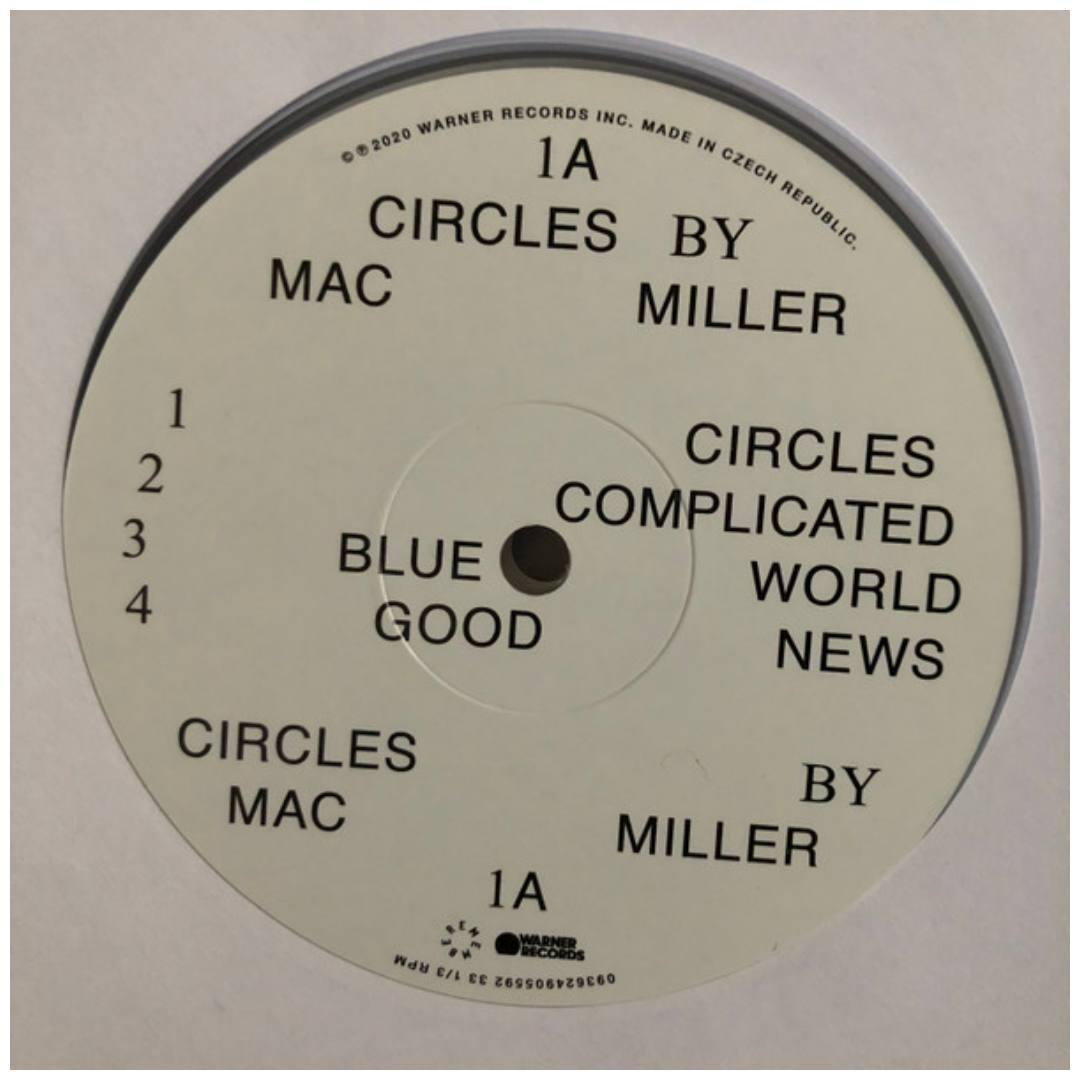 ©℗2020 WARNER RECORDS INC. MADE IN CZECH REPUBLIC.
1A
CIRCLES BY
MAC MILLER
1 CIRCLES
2 COMPLICATED
3 BLUE WORLD
4 GOOD NEWS
CIRCLES BY
MAC MILLER
1A
REMEMBER
WARNER RECORDS
093624905592 33 1/3 RPM